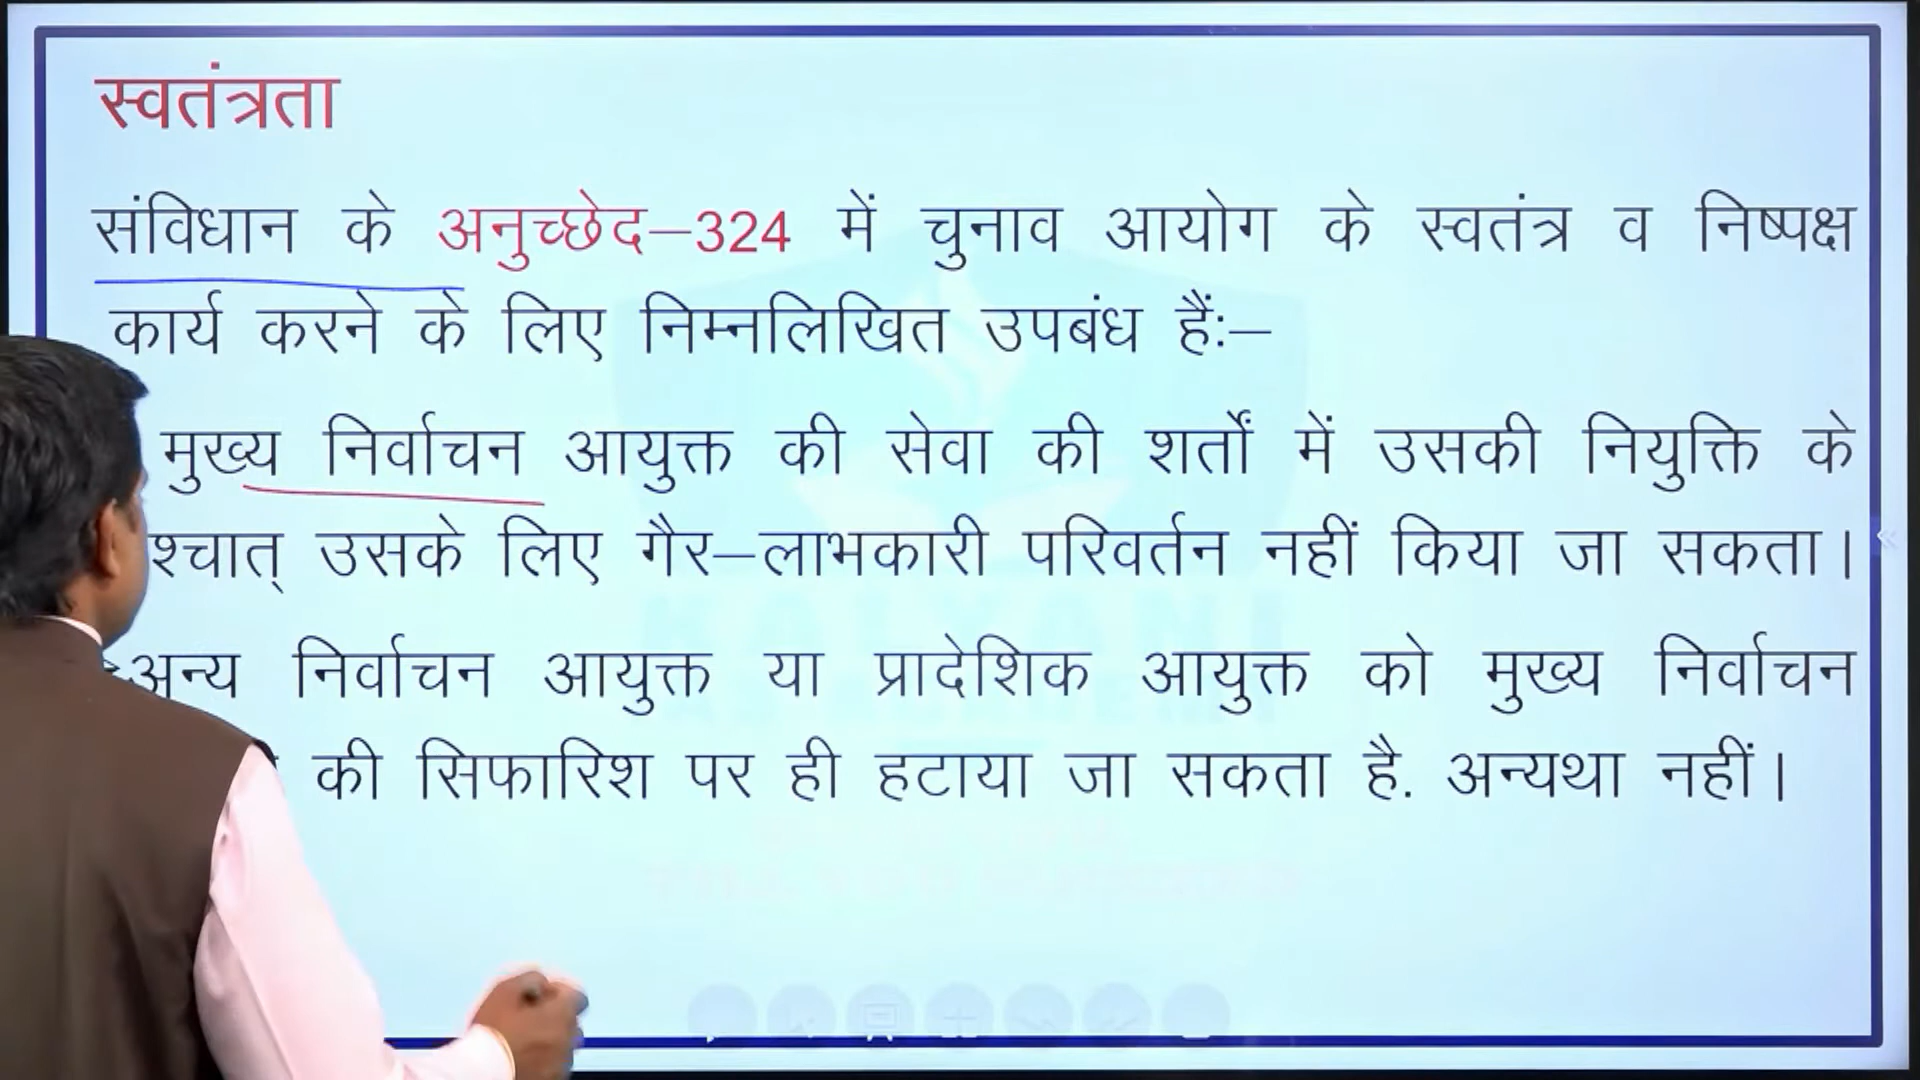 स्वतंत्रता
संविधान के अनुच्छेद–324 में चुनाव आयोग के स्वतंत्र व निष्पक्ष
कार्य करने के लिए निम्नलिखित उपबंध हैं:–
मुख्य निर्वाचन आयुक्त की सेवा की शर्तों में उसकी नियुक्ति के
श्चात् उसके लिए गैर–लाभकारी परिवर्तन नहीं किया जा सकता।
अन्य निर्वाचन आयुक्त या प्रादेशिक आयुक्त को मुख्य निर्वाचन
की सिफारिश पर ही हटाया जा सकता है. अन्यथा नहीं।